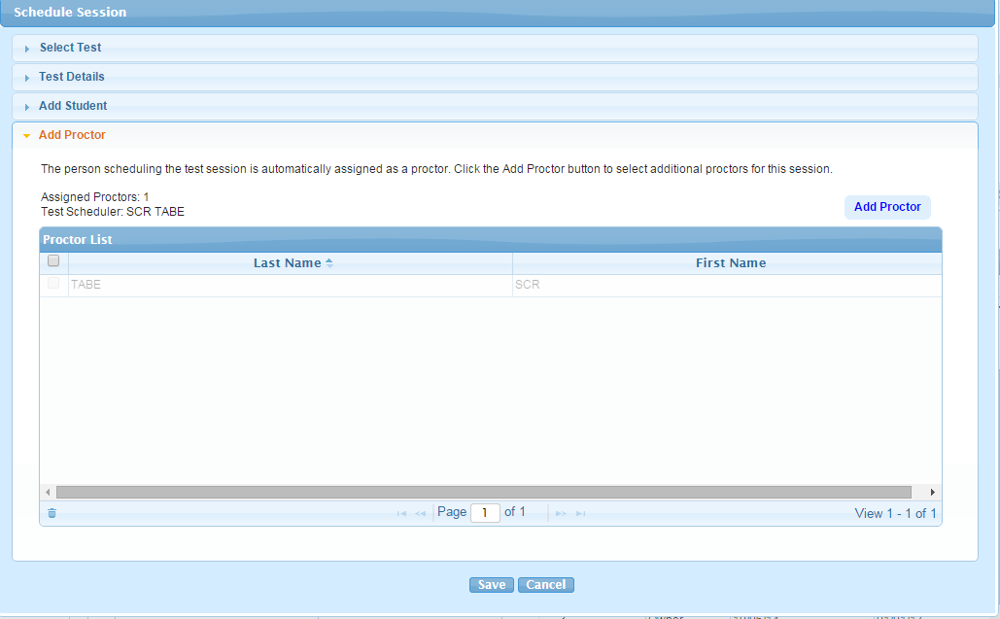 Schedule Session
Select Test
Test Details
Add Student
Add Proctor
The person scheduling the test session is automatically assigned as a proctor. Click the Add Proctor button to select additional proctors for this session.
Assigned Proctors: 1
Test Scheduler: SCR TABE
Add Proctor
Proctor List
Last Name First Name
TABE SCR
Page 1 of 1
View 1 - 1 of 1
Save Cancel